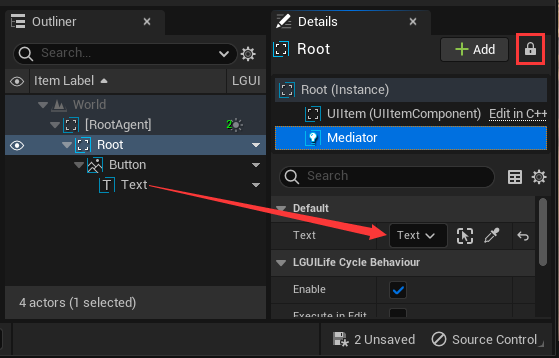 Outliner
Search...
Item Label
LGUI
World
[RootAgent]
2
Root
Button
Text
4 actors (1 selected)
Details
Root
Add
Root (Instance)
UIItem (UIItemComponent) Edit in C++
Mediator
Search
Default
Text
Text
LGUILife Cycle Behaviour
Enable
Execute in Edit
2 Unsaved
Source Control